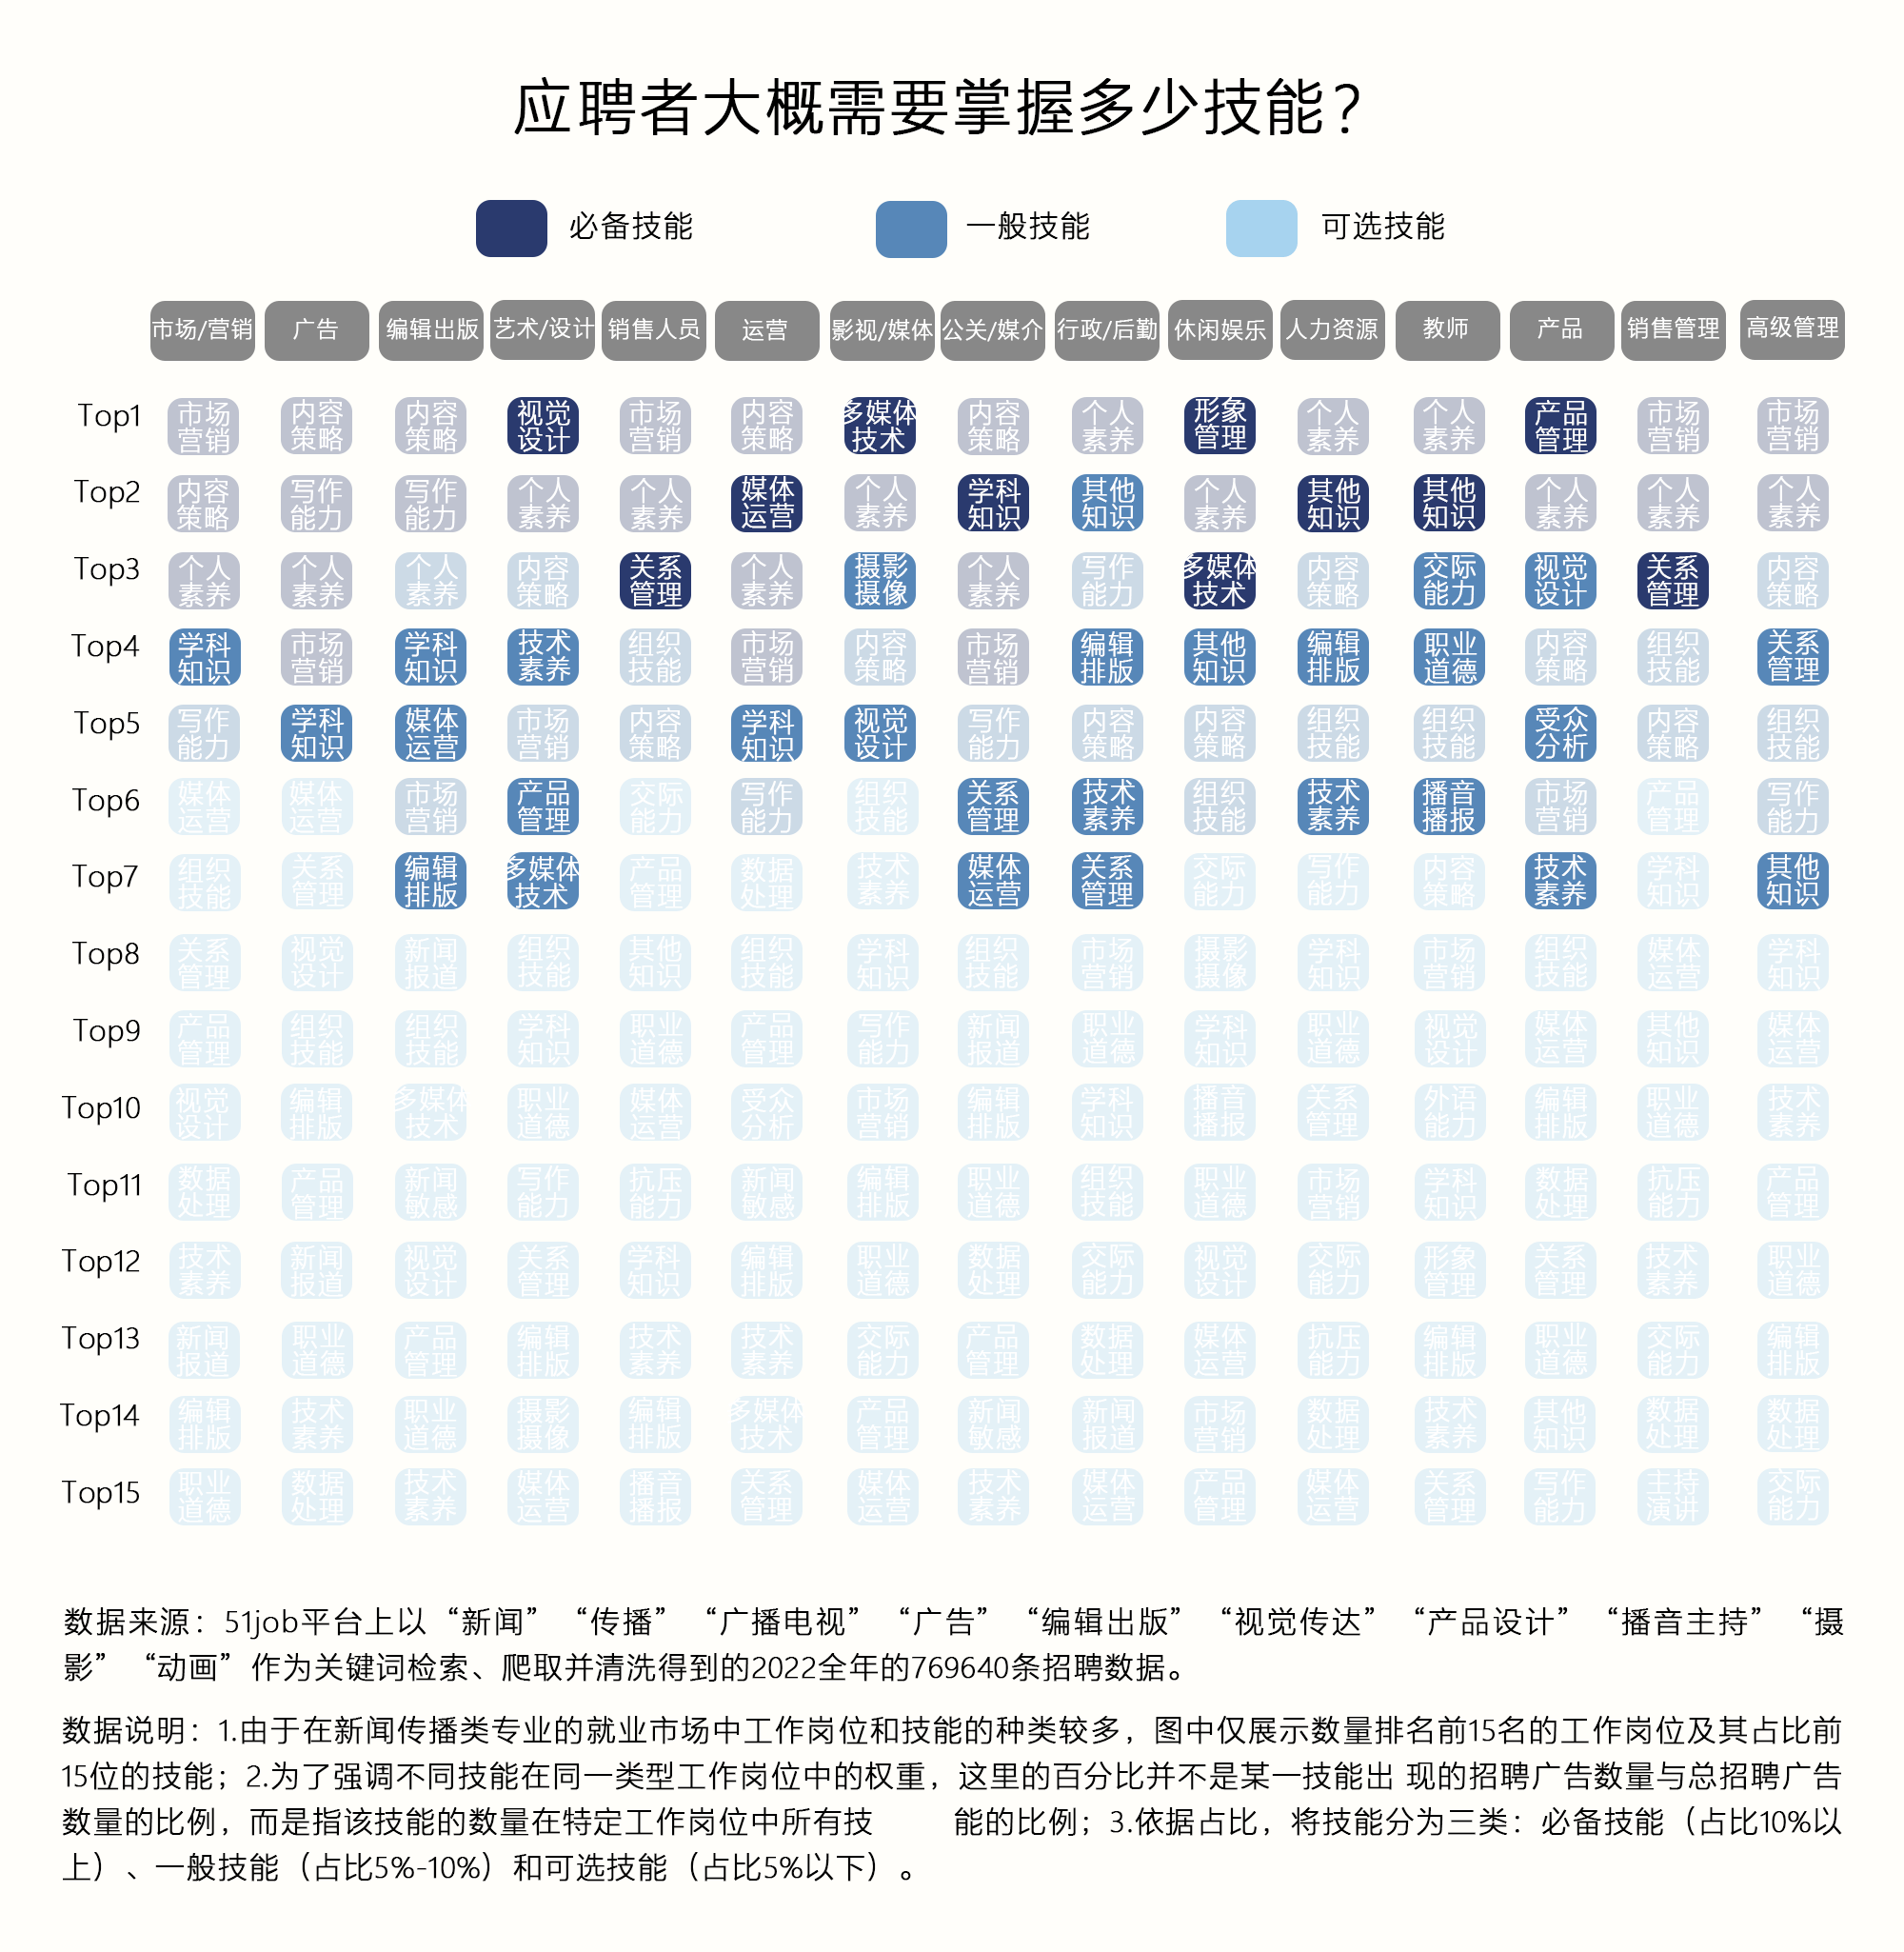 应聘者大概需要掌握多少技能?
必备技能 一般技能 可选技能
市场/营销 广告 编辑出版 艺术/设计 销售人员 运营 影视/媒体 公关/媒介 行政/后勤 休闲娱乐 人力资源 教师 产品 销售管理 高级管理
Top1 市场营销 内容策略 内容策略 视觉设计 市场营销 内容策略 多媒体技术 内容策略 个人素养 形象管理 个人素养 个人素养 产品管理 市场营销 市场营销
Top2 内容策略 写作能力 写作能力 个人素养 个人素养 媒体运营 个人素养 学科知识 其他知识 个人素养 其他知识 其他知识 个人素养 个人素养 个人素养
Top3 个人素养 个人素养 个人素养 内容策略 关系管理 个人素养 摄影摄像 个人素养 写作能力 多媒体技术 内容策略 交际能力 视觉设计 关系管理 内容策略
Top4 学科知识 市场营销 学科知识 技术素养 组织技能 市场营销 内容策略 市场营销 编辑排版 其他知识 编辑排版 职业道德 内容策略 组织技能 关系管理
Top5 写作能力 学科知识 媒体运营 市场营销 内容策略 学科知识 视觉设计 写作能力 内容策略 内容策略 组织技能 组织技能 受众分析 内容策略 组织技能
Top6 媒体运营 媒体运营 市场营销 产品管理 交际能力 写作能力 组织技能 关系管理 技术素养 组织技能 技术素养 播音播报 市场营销 产品管理 写作能力
Top7 组织技能 关系管理 编辑排版 多媒体技术 产品管理 数据处理 技术素养 媒体运营 关系管理 交际能力 写作能力 内容策略 技术素养 学科知识 其他知识
Top8 关系管理 视觉设计 新闻报道 组织技能 其他知识 组织技能 学科知识 组织技能 市场营销 摄影摄像 学科知识 市场营销 组织技能 媒体运营 学科知识
Top9 产品管理 组织技能 组织技能 学科知识 职业道德 产品管理 写作能力 新闻报道 职业道德 学科知识 职业道德 视觉设计 媒体运营 其他知识 媒体运营
Top10 视觉设计 编辑排版 多媒体技术 职业道德 媒体运营 受众分析 市场营销 编辑排版 学科知识 播音播报 关系管理 外语能力 编辑排版 职业道德 技术素养
Top11 数据处理 产品管理 新闻敏感 写作能力 抗压能力 新闻敏感 编辑排版 职业道德 组织技能 职业道德 市场营销 学科知识 数据处理 抗压能力 产品管理
Top12 技术素养 新闻报道 视觉设计 关系管理 学科知识 编辑排版 职业道德 数据处理 交际能力 视觉设计 交际能力 形象管理 关系管理 技术素养 职业道德
Top13 新闻报道 职业道德 产品管理 编辑排版 技术素养 技术素养 交际能力 产品管理 数据处理 媒体运营 抗压能力 编辑排版 职业道德 交际能力 编辑排版
Top14 编辑排版 技术素养 职业道德 摄影摄像 编辑排版 多媒体技术 产品管理 新闻敏感 新闻报道 市场营销 数据处理 技术素养 其他知识 数据处理 数据处理
Top15 职业道德 数据处理 技术素养 媒体运营 播音播报 关系管理 媒体运营 技术素养 媒体运营 产品管理 媒体运营 关系管理 写作能力 主持演讲 交际能力
数据来源：51job平台上以“新闻”“传播”“广播电视”“广告”“编辑出版”“视觉传达”“产品设计”“播音主持”“摄
影”“动画”作为关键词检索、爬取并清洗得到的2022全年的769640条招聘数据。
数据说明：1.由于在新闻传播类专业的就业市场中工作岗位和技能的种类较多，图中仅展示数量排名前15名的工作岗位及其占比前
15位的技能；2.为了强调不同技能在同一类型工作岗位中的权重，这里的百分比并不是某一技能出 现的招聘广告数量与总招聘广告
数量的比例，而是指该技能的数量在特定工作岗位中所有技 能的比例；3.依据占比，将技能分为三类：必备技能（占比10%以
上）、一般技能（占比5%-10%）和可选技能（占比5%以下）。